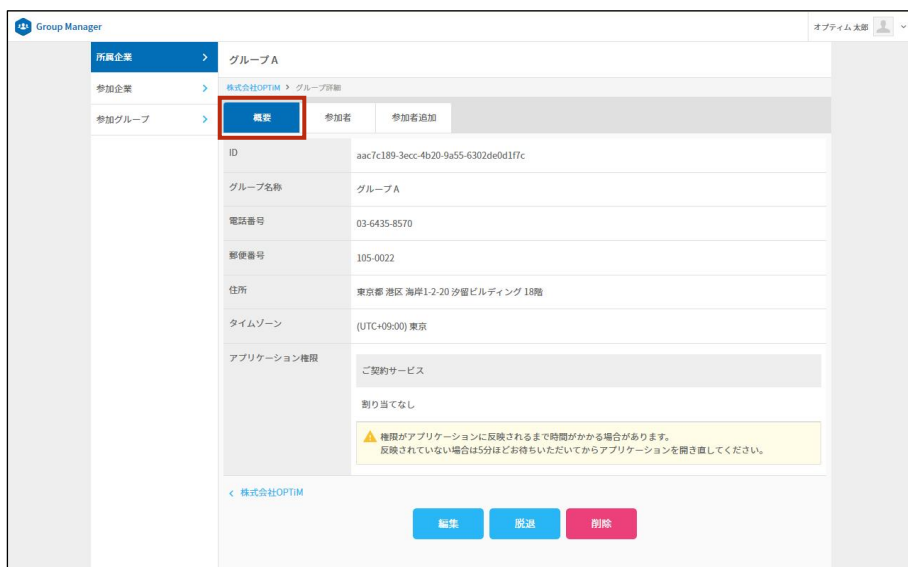 Group Manager
オプティム 太郎
所属企業
参加企業
参加グループ
グループ A
株式会社OPTiM > グループ詳細
概要 参加者 参加者追加
ID aac7c189-3ecc-4b20-9a55-6302de0d1f7c
グループ名称 グループ A
電話番号 03-6435-8570
郵便番号 105-0022
住所 東京都 港区 海岸1-2-20 汐留ビルディング 18階
タイムゾーン (UTC+09:00) 東京
アプリケーション権限
ご契約サービス
割り当てなし
権限がアプリケーションに反映されるまで時間がかかる場合があります。
反映されていない場合は5分ほどお待ちいただいてからアプリケーションを開き直してください。
< 株式会社OPTiM
編集 脱退 削除